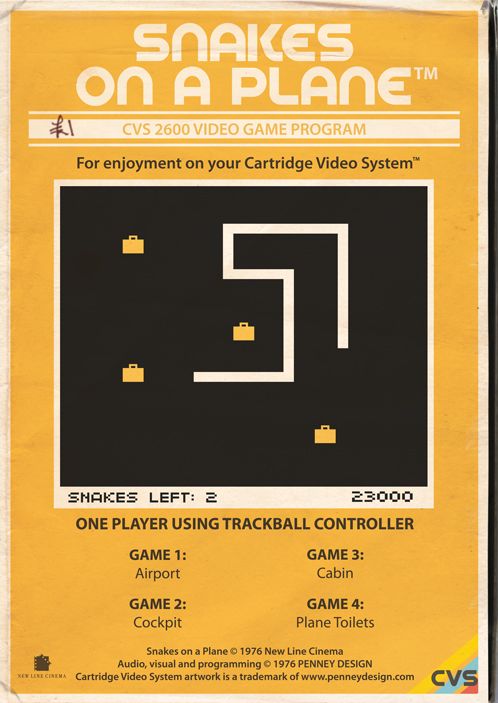 SNAKES
ON A PLANE™
£1
CVS 2600 VIDEO GAME PROGRAM
For enjoyment on your Cartridge Video System™
SNAKES LEFT: 2
23000
ONE PLAYER USING TRACKBALL CONTROLLER
GAME 1:
Airport
GAME 3:
Cabin
GAME 2:
Cockpit
GAME 4:
Plane Toilets
Snakes on a Plane © 1976 New Line Cinema
Audio, visual and programming © 1976 PENNEY DESIGN
Cartridge Video System artwork is a trademark of www.penneydesign.com
NEW LINE CINEMA
CVS